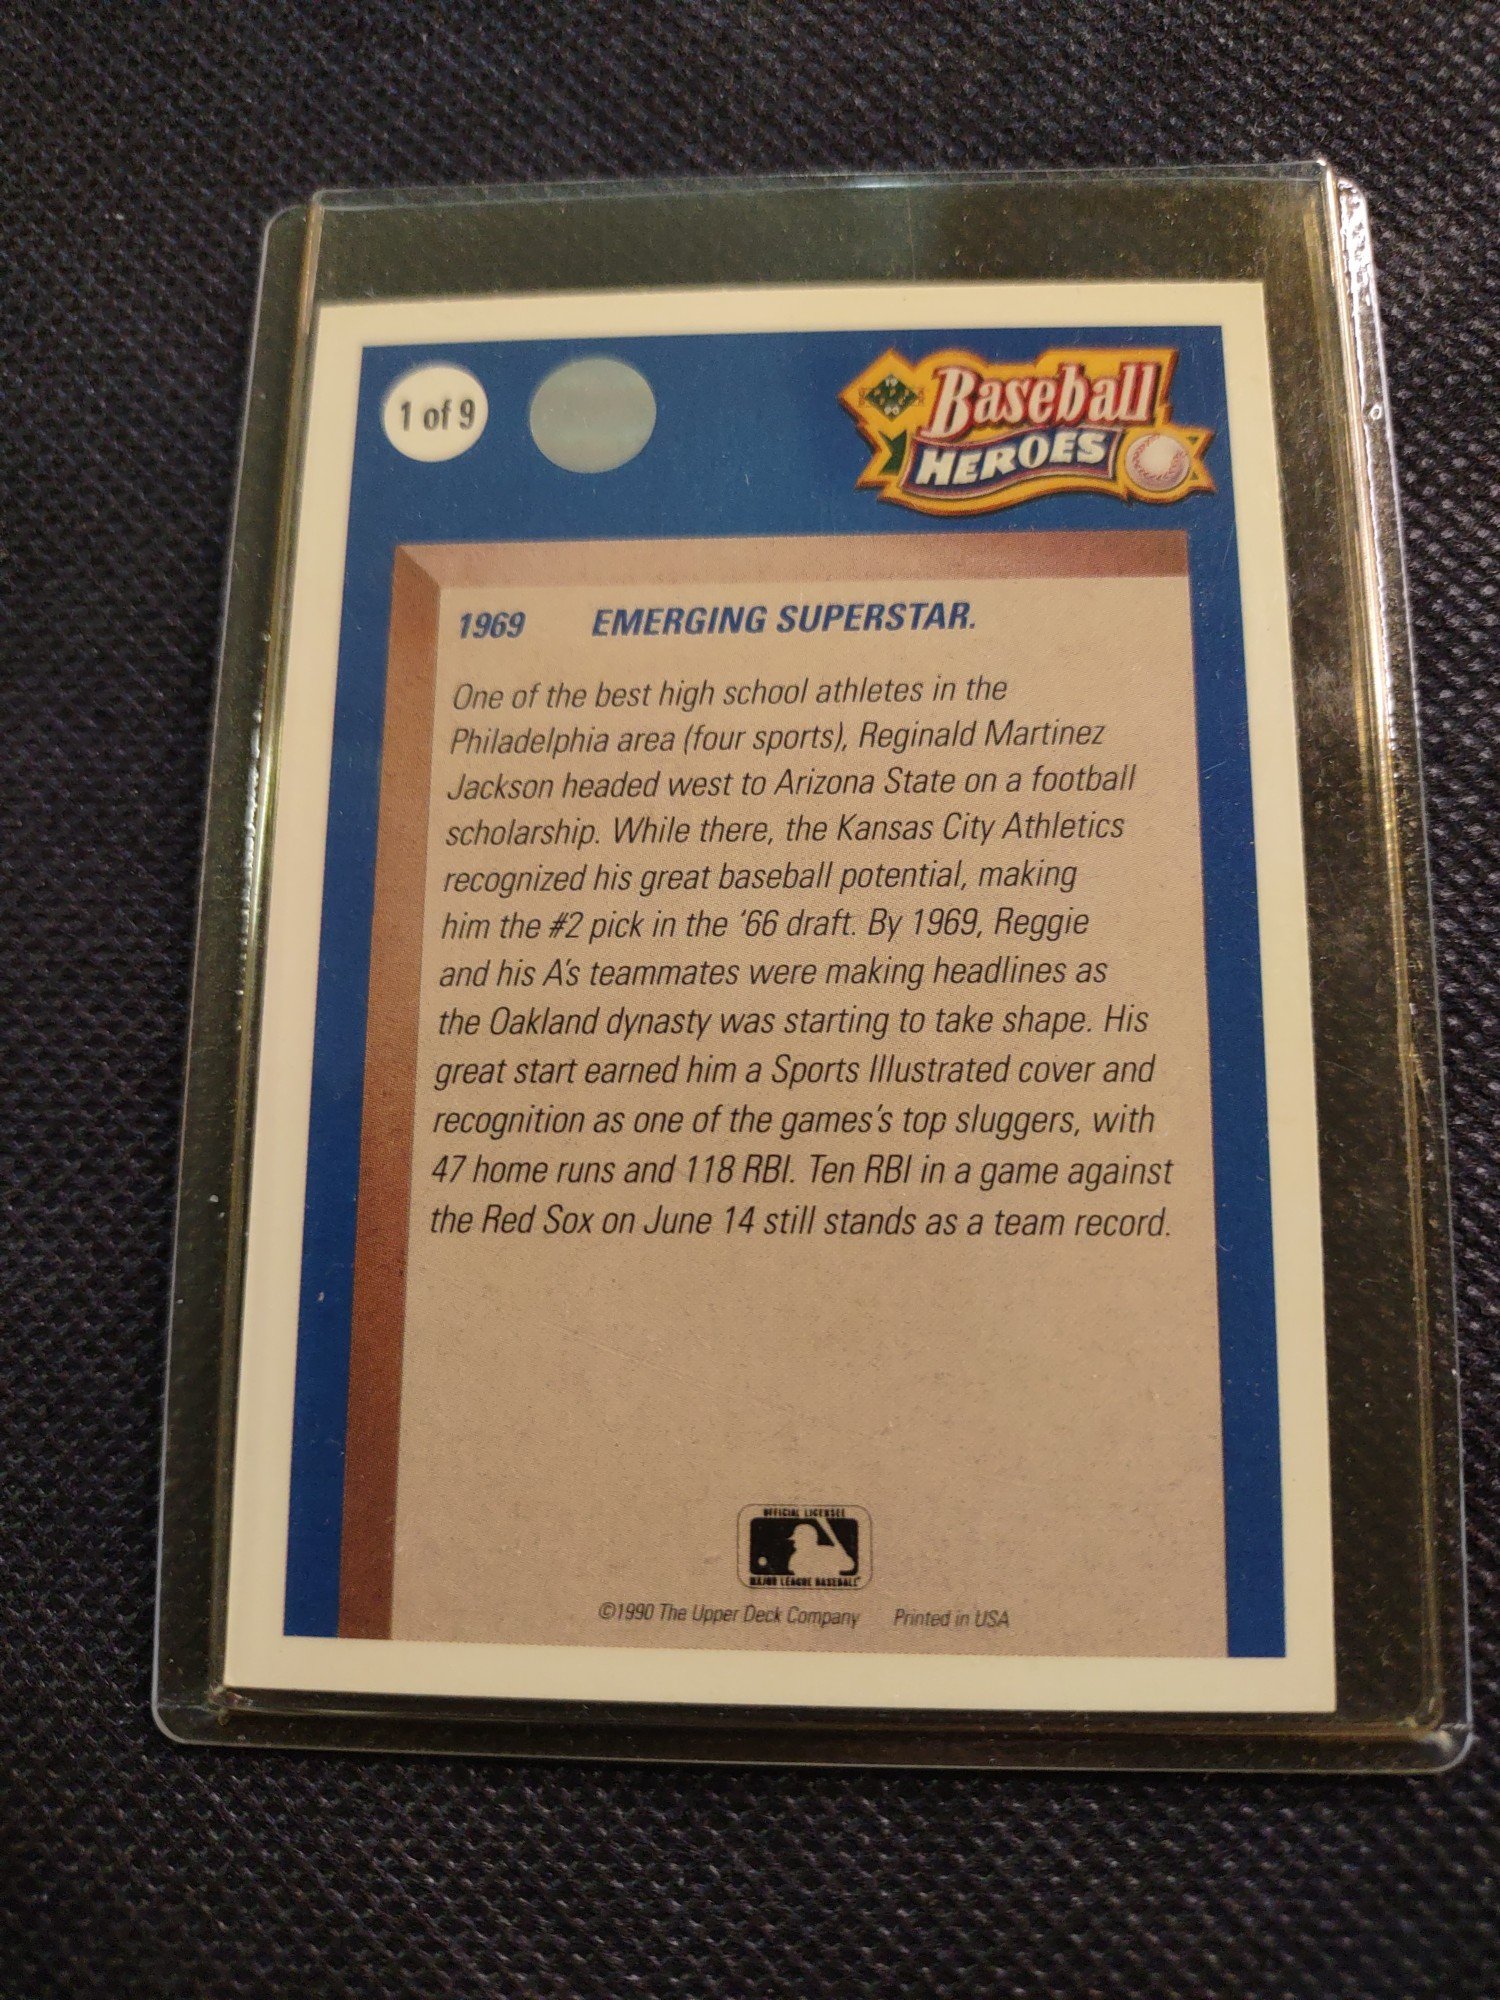 1 of 9
Baseball
HEROES
1969 EMERGING SUPERSTAR.
One of the best high school athletes in the
Philadelphia area (four sports), Reginald Martinez
Jackson headed west to Arizona State on a football
scholarship. While there, the Kansas City Athletics
recognized his great baseball potential, making
him the #2 pick in the '66 draft. By 1969, Reggie
and his A's teammates were making headlines as
the Oakland dynasty was starting to take shape. His
great start earned him a Sports Illustrated cover and
recognition as one of the games's top sluggers, with
47 home runs and 118 RBI. Ten RBI in a game against
the Red Sox on June 14 still stands as a team record.
OFFICIAL LICENSEE
MAJOR LEAGUE BASEBALL
©1990 The Upper Deck Company Printed in USA